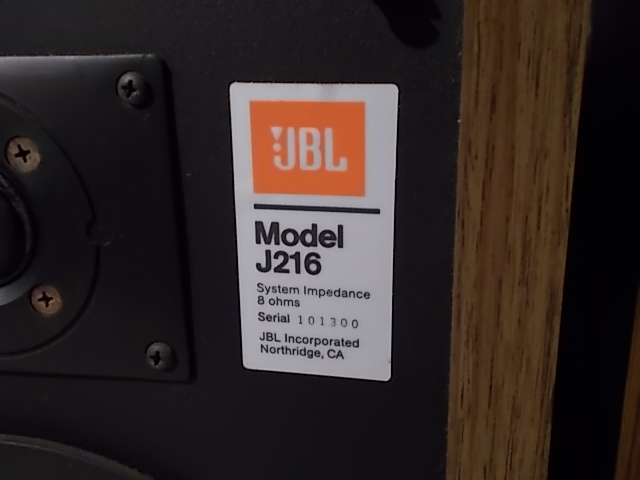 JBL
Model
J216
System Impedance
8 ohms
Serial 101300
JBL Incorporated
Northridge, CA